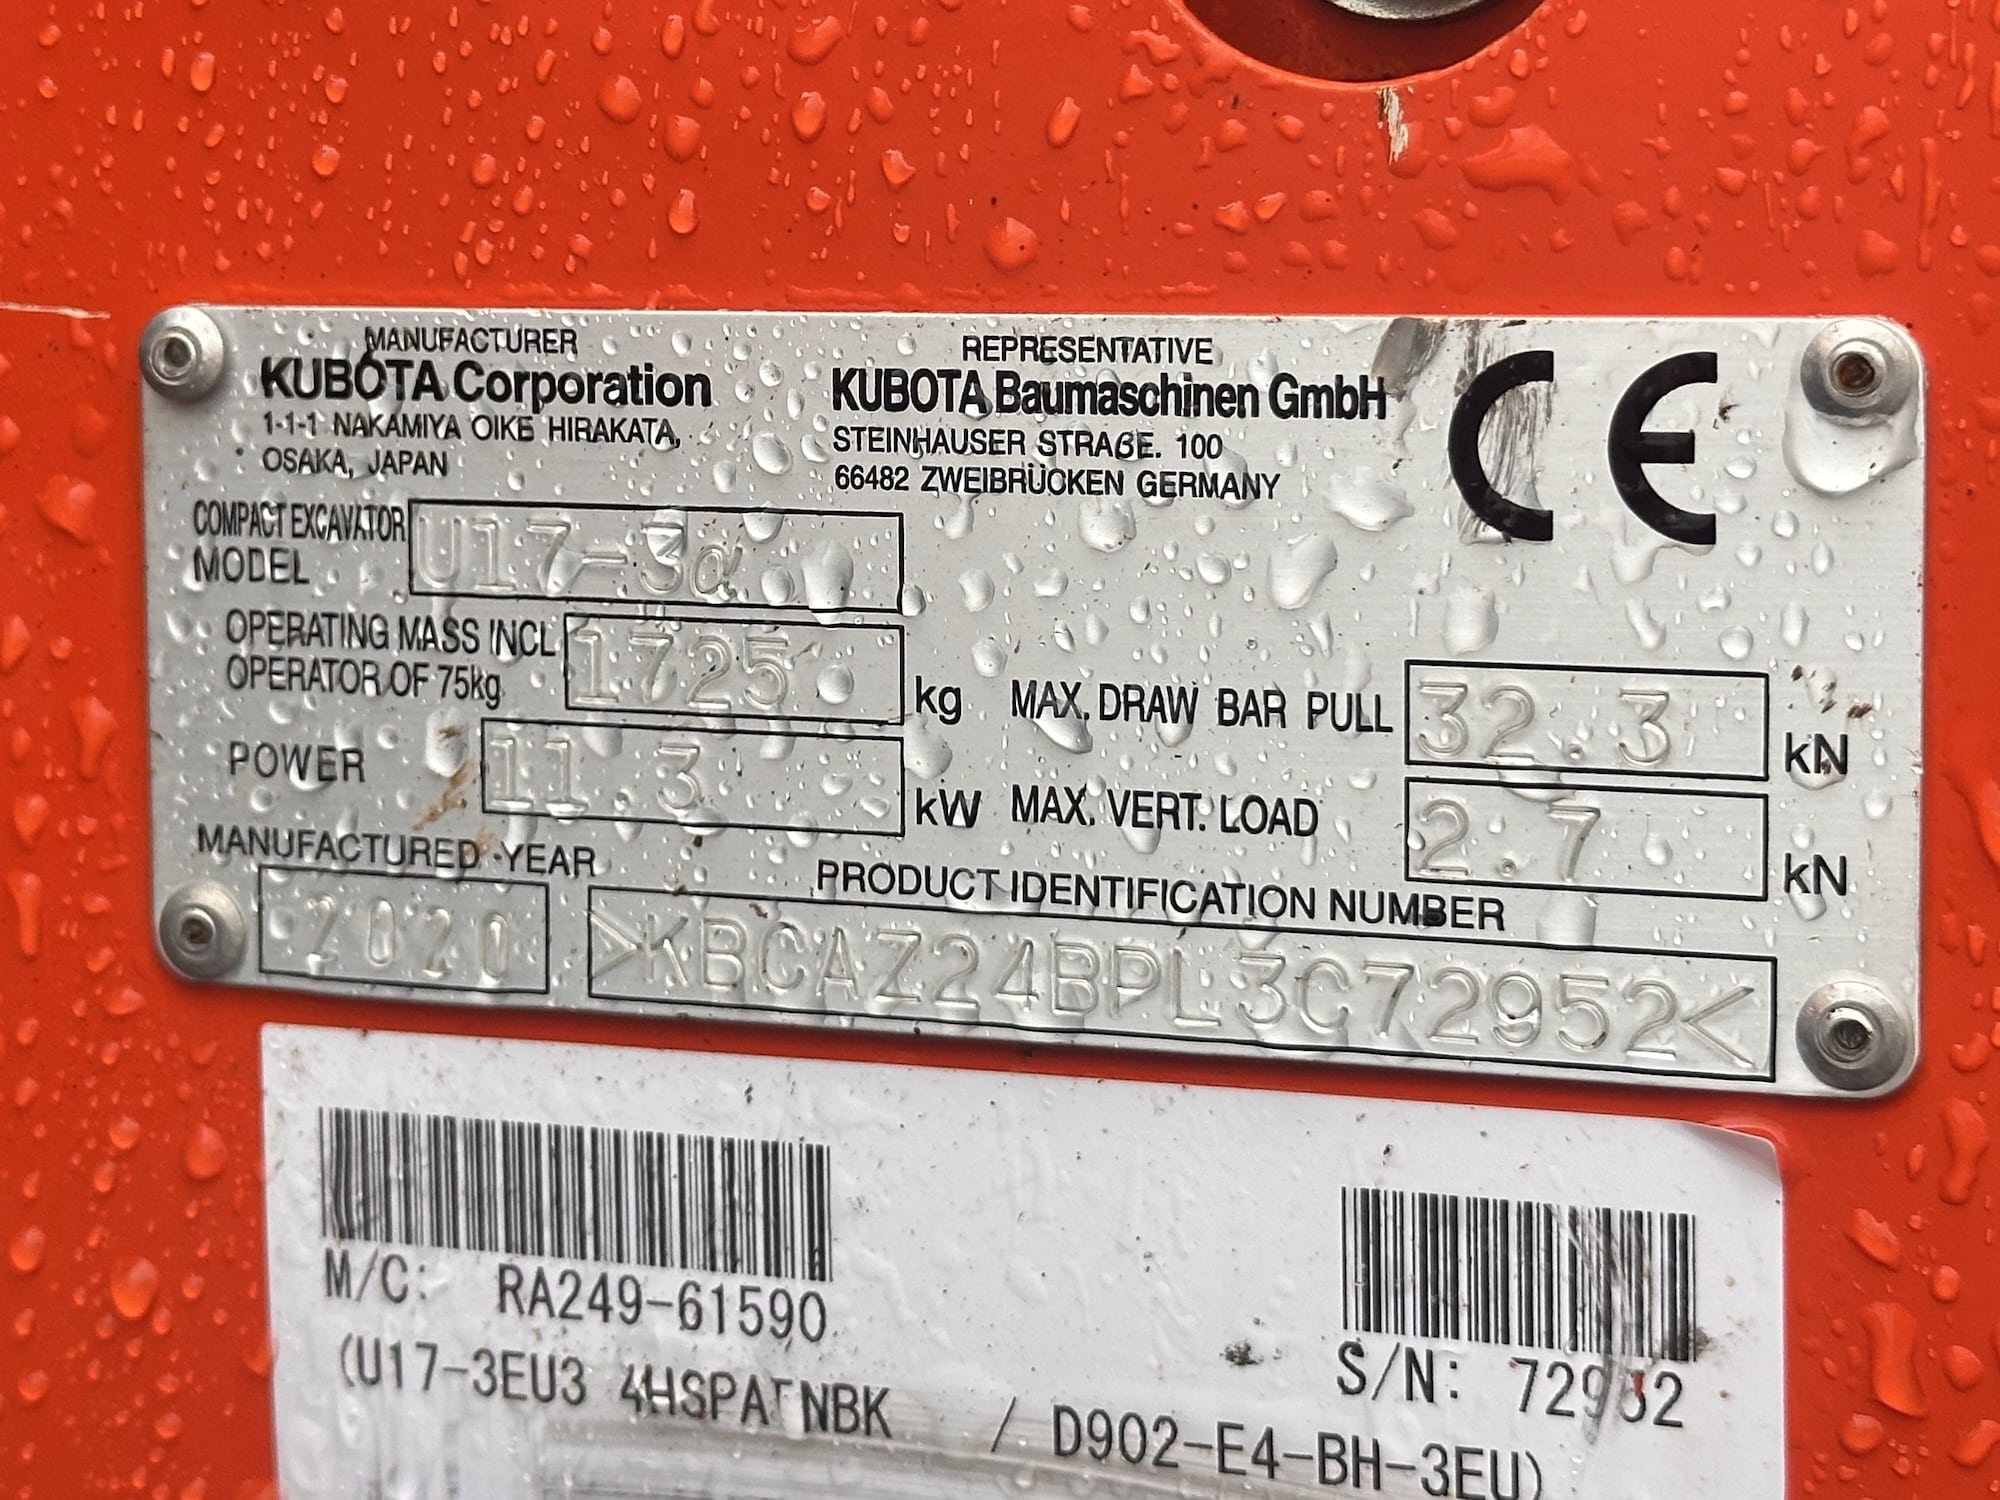 MANUFACTURER
KUBOTA Corporation
1-1-1 NAKAMIYA OIKE HIRAKATA,
OSAKA, JAPAN
REPRESENTATIVE
KUBOTA Baumaschinen GmbH
STEINHAUSER STRAßE. 100
66482 ZWEIBRÜCKEN GERMANY
CE
COMPACT EXCAVATOR
MODEL U17-3α
OPERATING MASS INCL
OPERATOR OF 75kg 1725 kg
POWER 11.3 kW
MAX. DRAW BAR PULL 32.3 kN
MAX. VERT. LOAD 2.7 kN
MANUFACTURED YEAR
2020
PRODUCT IDENTIFICATION NUMBER
>KBCAZ24BPL3C72952<
M/C: RA249-61590
S/N: 72952
(U17-3EU3 4HSPATNBK / D902-E4-BH-3EU)